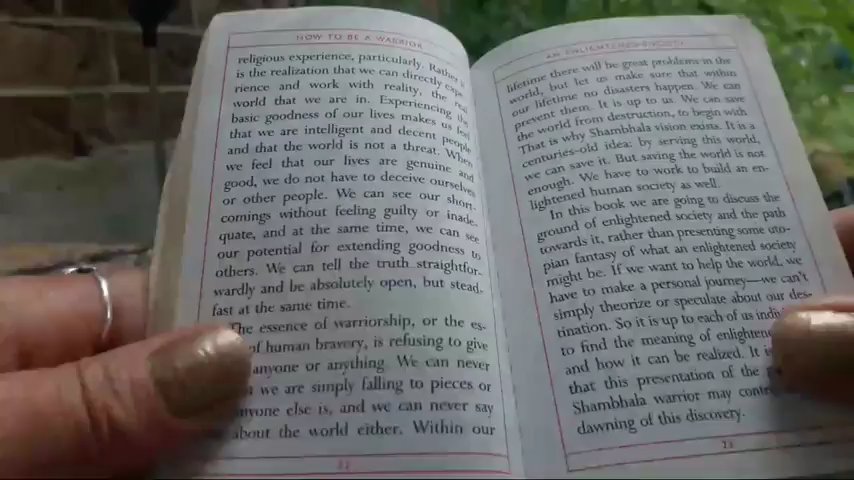 HOW TO BE A WARRIOR
religious experience, particularly. Rather it
is the realization that we can directly expe-
rience and work with reality, the real
world that we are in. Experiencing the
basic goodness of our lives makes us feel
that we are intelligent and decent people
and that the world is not a threat. When
we feel that our lives are genuine and
good, we do not have to deceive ourselves
or other people. We can see our short-
comings without feeling guilty or inade-
quate, and at the same time, we can see
our potential for extending goodness to
others. We can tell the truth straightfor-
wardly and be absolutely open, but stead-
fast at the same time.
The essence of warriorship, or the es-
of human bravery, is refusing to give
anyone or anything. We can never
we are simply falling to pieces or
anyone else is, and we can never say
about the world either. Within our
22
AN ENLIGHTENED SOCIETY
lifetime there will be great problems in the
world, but let us make sure that within
our lifetime no disasters happen. We can
prevent them. It is up to us. We can save
the world from destruction, to begin with.
That is why Shambhala vision exists. It is a
centuries-old idea: by serving this world,
we can save it. But saving the world is not
enough. We have to work to build an en-
lightened human society as well.
In this book we are going to discuss the
ground of enlightened society and the path
towards it, rather than presenting some uto-
pian fantasy of what an enlightened society
might be. If we want to help the world, we
have to make a personal journey—we can't
simply theorize or speculate about our des-
tination. So it is up to each of us
to find the meaning of
and how it can be realized. It is
that this presentation of the
Shambhala warrior may
dawning of this discovery.
23